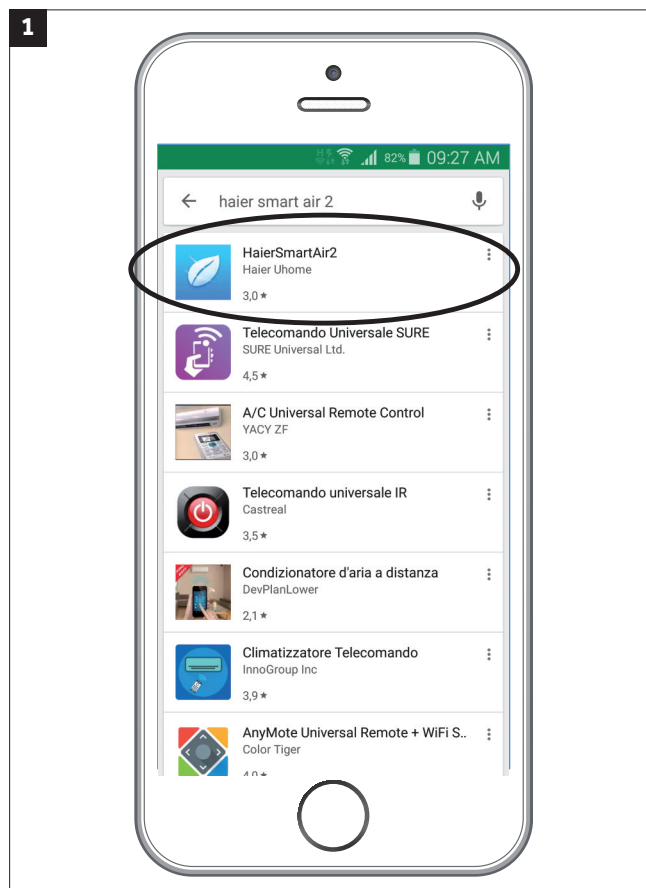 1
82% 09:27 AM
haier smart air 2
HaierSmartAir2
Haier Uhome
3,0 ★
Telecomando Universale SURE
SURE Universal Ltd.
4,5 ★
A/C Universal Remote Control
YACY ZF
3,0 ★
Telecomando universale IR
Castreal
3,5 ★
Condizionatore d'aria a distanza
DevPlanLower
2,1 ★
Climatizzatore Telecomando
InnoGroup Inc
3,9 ★
AnyMote Universal Remote + WiFi S..
Color Tiger